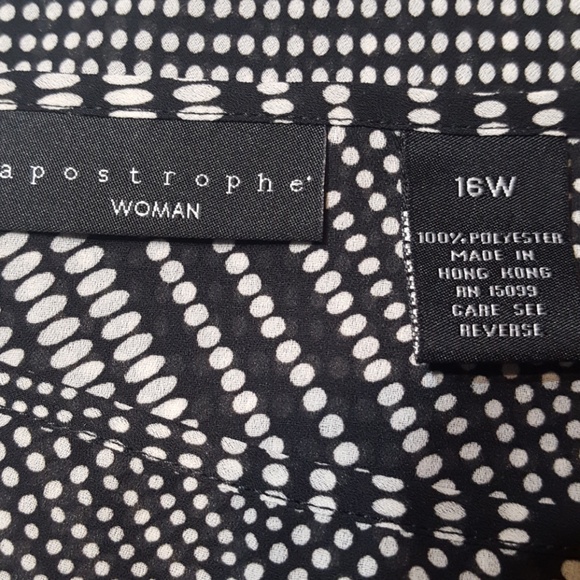 apostrophe
WOMAN
16W
100% POLYESTER
MADE IN
HONG KONG
RN 15099
CARE SEE
REVERSE